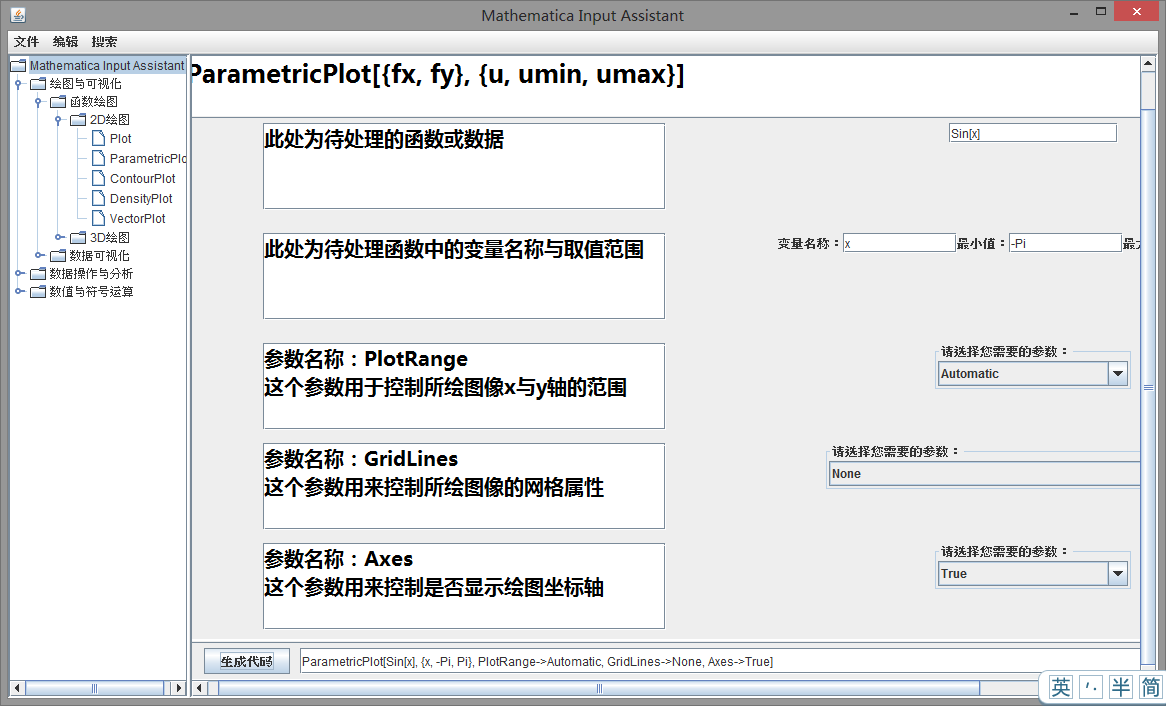 Mathematica Input Assistant
文件 编辑 搜索
Mathematica Input Assistant
绘图与可视化
函数绘图
2D绘图
Plot
ParametricPlo
ContourPlot
DensityPlot
VectorPlot
3D绘图
数据可视化
数据操作与分析
数值与符号运算
ParametricPlot[{fx, fy}, {u, umin, umax}]
此处为待处理的函数或数据
Sin[x]
此处为待处理函数中的变量名称与取值范围
变量名称：x 最小值：-Pi 最大
参数名称：PlotRange
这个参数用于控制所绘图像x与y轴的范围
请选择您需要的参数：
Automatic
参数名称：GridLines
这个参数用来控制所绘图像的网格属性
请选择您需要的参数：
None
参数名称：Axes
这个参数用来控制是否显示绘图坐标轴
请选择您需要的参数：
True
生成代码 ParametricPlot[Sin[x], {x, -Pi, Pi}, PlotRange->Automatic, GridLines->None, Axes->True]
英 半 简